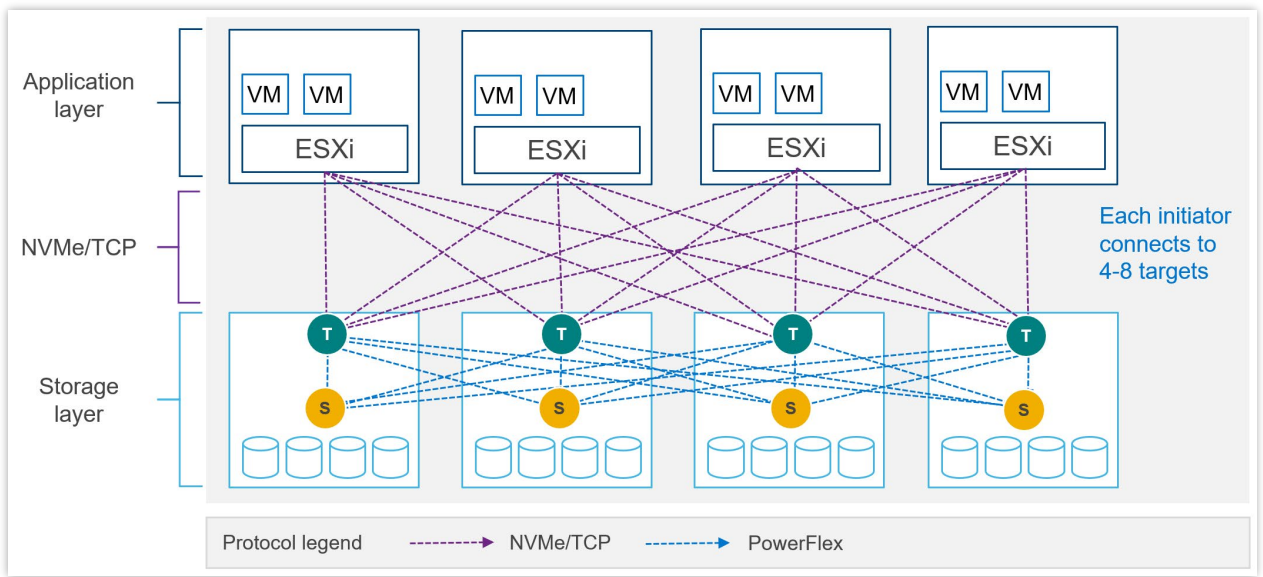 Application
layer
VM VM
VM VM
VM VM
VM VM
ESXi
ESXi
ESXi
ESXi
NVMe/TCP
Each initiator
connects to
4-8 targets
T
T
T
T
Storage
layer
S
S
S
S
Protocol legend
NVMe/TCP
PowerFlex